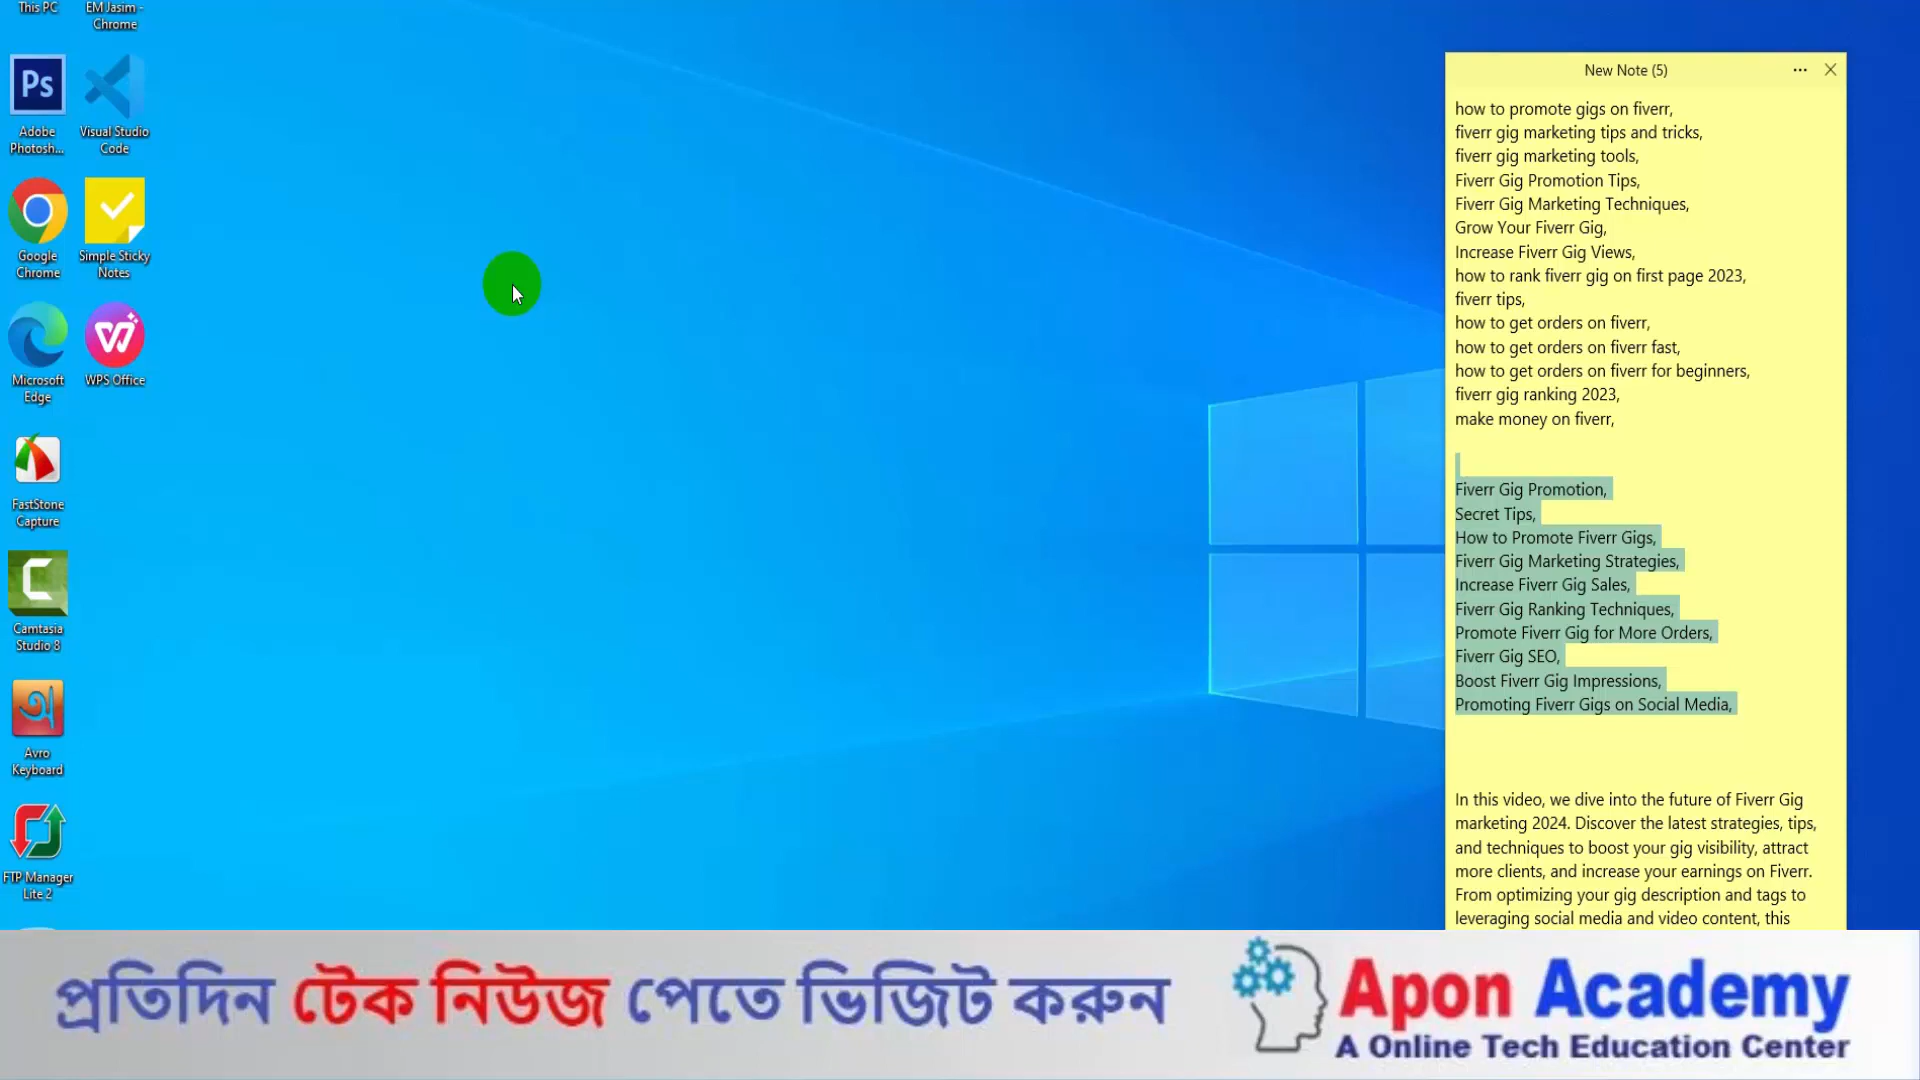 This PC
EM Jasim -
Chrome
Ps
Adobe
Photosh...
Visual Studio
Code
Google
Chrome
Simple Sticky
Notes
Microsoft
Edge
W
WPS Office
FastStone
Capture
C
Camtasia
Studio 8
অ
Avro
Keyboard
FTP Manager
Lite 2
New Note (5)
how to promote gigs on fiverr,
fiverr gig marketing tips and tricks,
fiverr gig marketing tools,
Fiverr Gig Promotion Tips,
Fiverr Gig Marketing Techniques,
Grow Your Fiverr Gig,
Increase Fiverr Gig Views,
how to rank fiverr gig on first page 2023,
fiverr tips,
how to get orders on fiverr,
how to get orders on fiverr fast,
how to get orders on fiverr for beginners,
fiverr gig ranking 2023,
make money on fiverr,
Fiverr Gig Promotion,
Secret Tips,
How to Promote Fiverr Gigs,
Fiverr Gig Marketing Strategies,
Increase Fiverr Gig Sales,
Fiverr Gig Ranking Techniques,
Promote Fiverr Gig for More Orders,
Fiverr Gig SEO,
Boost Fiverr Gig Impressions,
Promoting Fiverr Gigs on Social Media,
In this video, we dive into the future of Fiverr Gig
marketing 2024. Discover the latest strategies, tips,
and techniques to boost your gig visibility, attract
more clients, and increase your earnings on Fiverr.
From optimizing your gig description and tags to
leveraging social media and video content, this
প্রতিদিন টেক নিউজ পেতে ভিজিট করুন
Apon Academy
A Online Tech Education Center